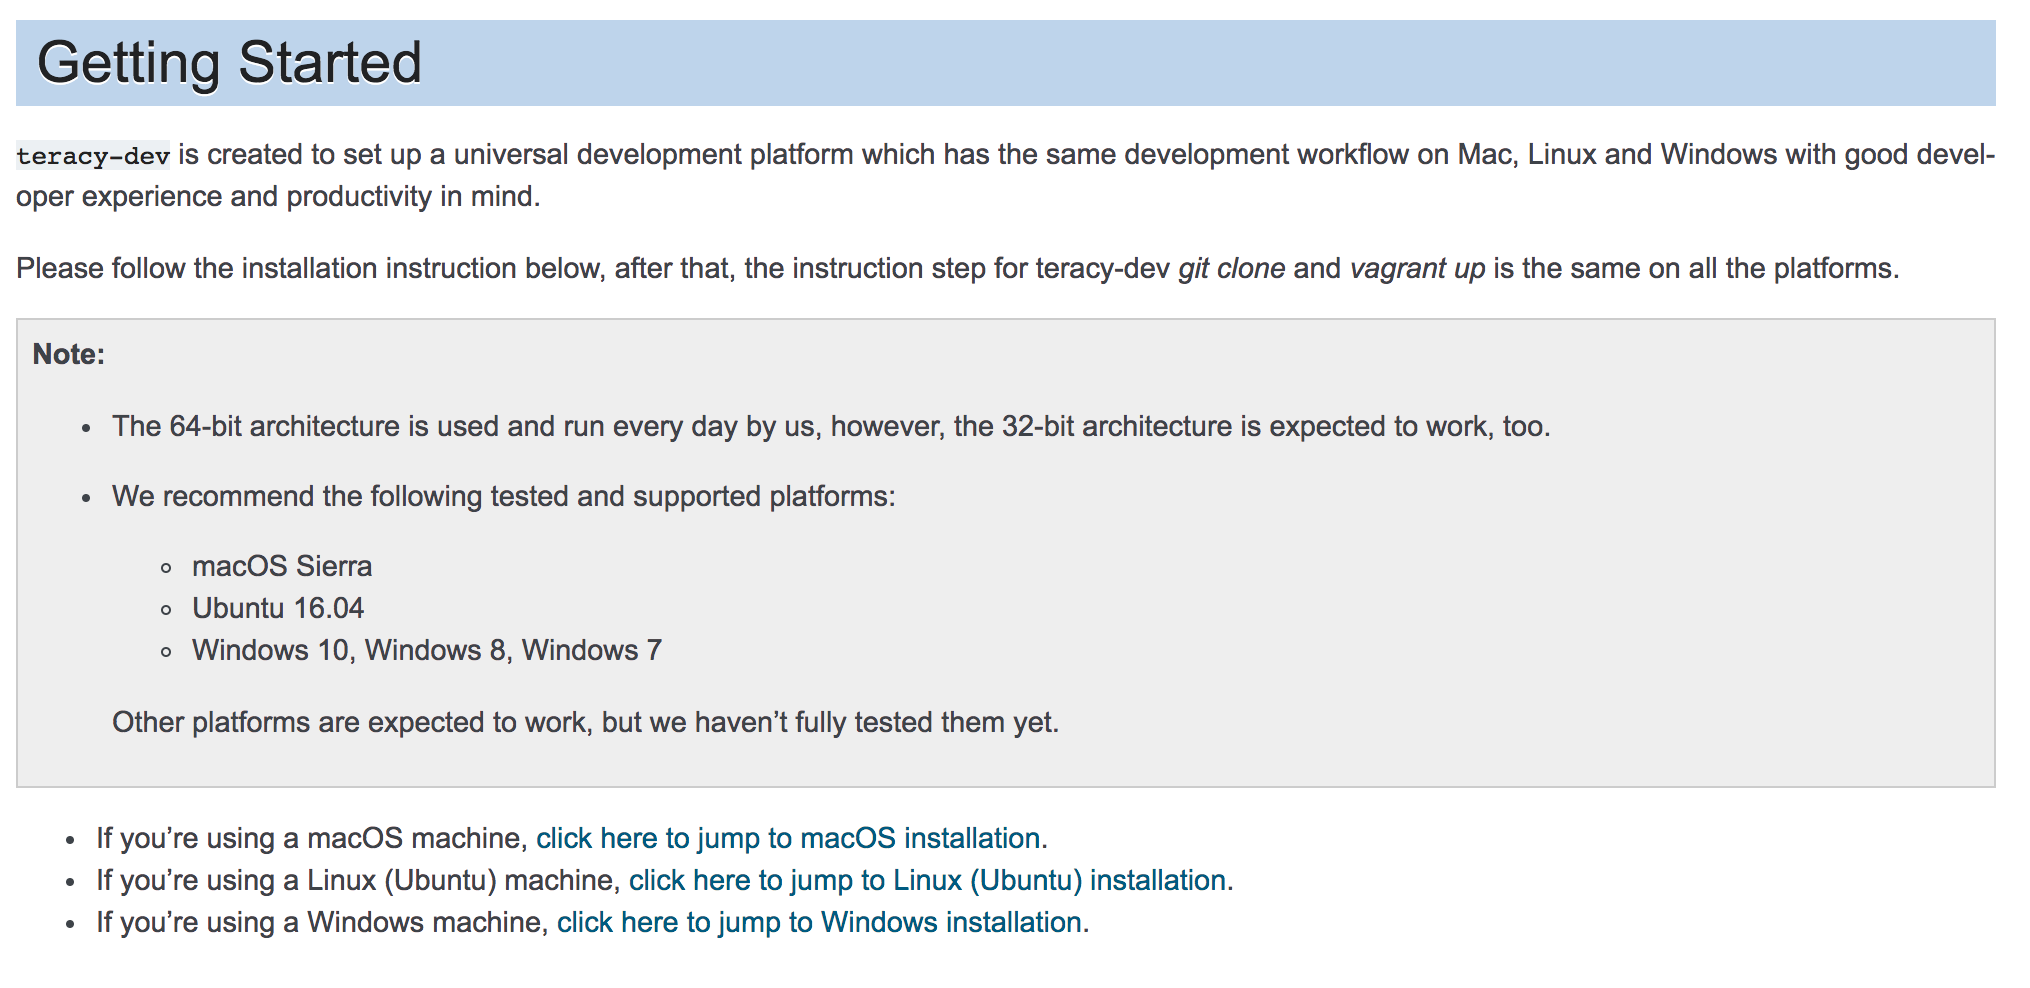 Getting Started
teracy-dev is created to set up a universal development platform which has the same development workflow on Mac, Linux and Windows with good devel-
oper experience and productivity in mind.
Please follow the installation instruction below, after that, the instruction step for teracy-dev git clone and vagrant up is the same on all the platforms.
Note:
• The 64-bit architecture is used and run every day by us, however, the 32-bit architecture is expected to work, too.
• We recommend the following tested and supported platforms:
◦ macOS Sierra
◦ Ubuntu 16.04
◦ Windows 10, Windows 8, Windows 7
Other platforms are expected to work, but we haven’t fully tested them yet.
• If you’re using a macOS machine, click here to jump to macOS installation.
• If you’re using a Linux (Ubuntu) machine, click here to jump to Linux (Ubuntu) installation.
• If you’re using a Windows machine, click here to jump to Windows installation.